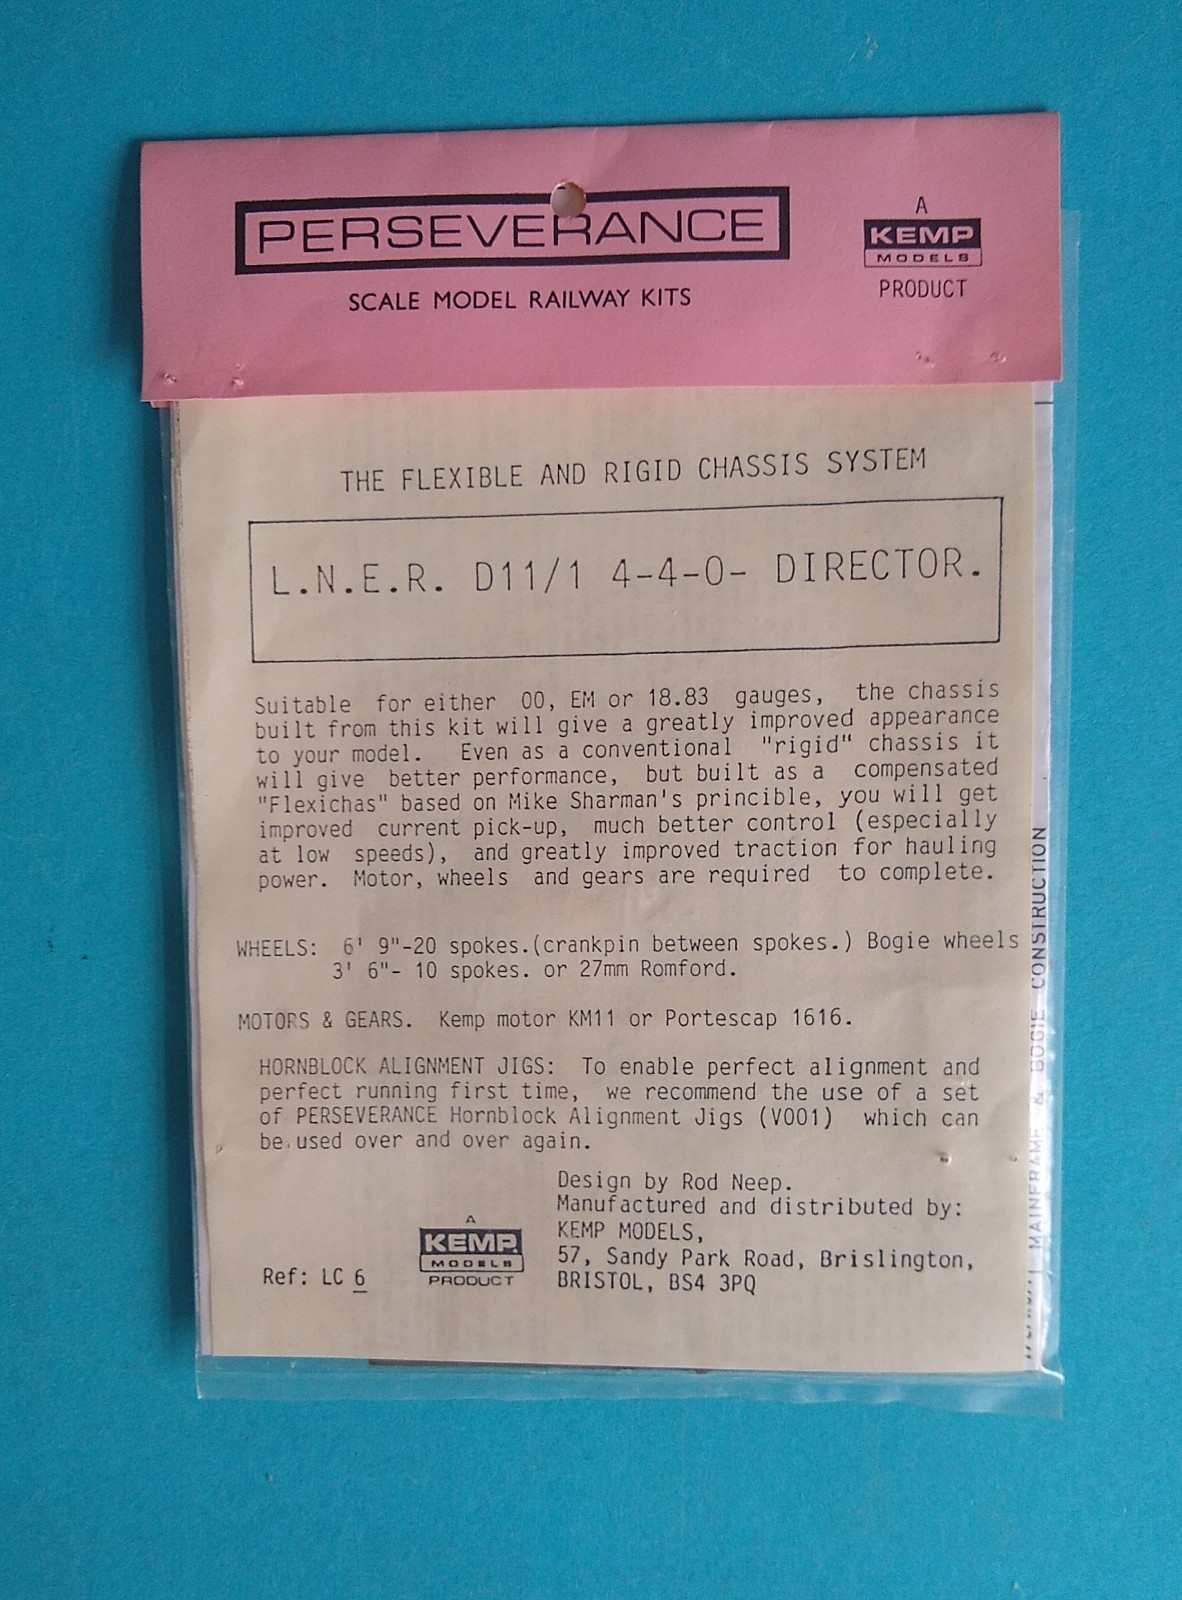 PERSEVERANCE
SCALE MODEL RAILWAY KITS
A
KEMP
MODELS
PRODUCT
THE FLEXIBLE AND RIGID CHASSIS SYSTEM
L.N.E.R. D11/1 4-4-0- DIRECTOR.
Suitable for either 00, EM or 18.83 gauges, the chassis
built from this kit will give a greatly improved appearance
to your model. Even as a conventional "rigid" chassis it
will give better performance, but built as a compensated
"Flexichas" based on Mike Sharman's princible, you will get
improved current pick-up, much better control (especially
at low speeds), and greatly improved traction for hauling
power. Motor, wheels and gears are required to complete.
WHEELS: 6' 9"-20 spokes.(crankpin between spokes.) Bogie wheels
3' 6"- 10 spokes. or 27mm Romford.
MOTORS & GEARS. Kemp motor KM11 or Portescap 1616.
HORNBLOCK ALIGNMENT JIGS: To enable perfect alignment and
perfect running first time, we recommend the use of a set
of PERSEVERANCE Hornblock Alignment Jigs (V001) which can
be used over and over again.
Design by Rod Neep.
Manufactured and distributed by:
KEMP MODELS,
57, Sandy Park Road, Brislington,
BRISTOL, BS4 3PQ
A
KEMP
MODELS
PRODUCT
Ref: LC 6
MAINFRAME & BOGIE CONSTRUCTION